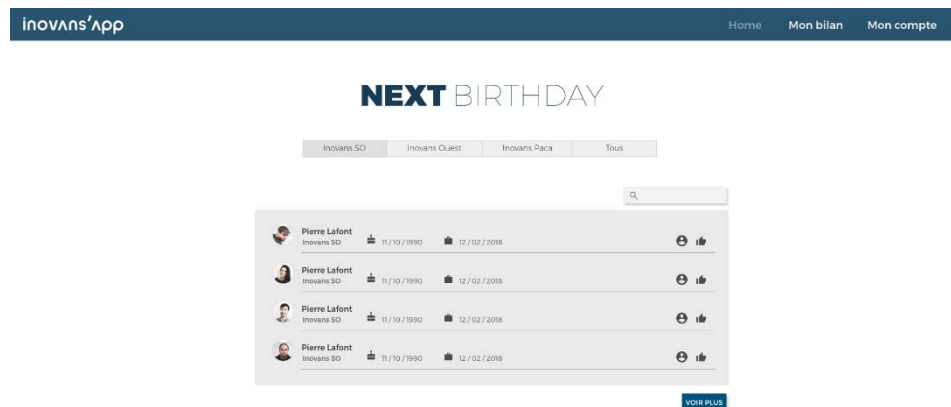 inovans'app Home Mon bilan Mon compte
NEXT BIRTHDAY
Inovans SO Inovans Ouest Inovans Paca Tous
Pierre Lafont
Inovans SO 11 / 10 / 1990 12 / 02 / 2018
Pierre Lafont
Inovans SO 11 / 10 / 1990 12 / 02 / 2018
Pierre Lafont
Inovans SO 11 / 10 / 1990 12 / 02 / 2018
Pierre Lafont
Inovans SO 11 / 10 / 1990 12 / 02 / 2018
VOIR PLUS